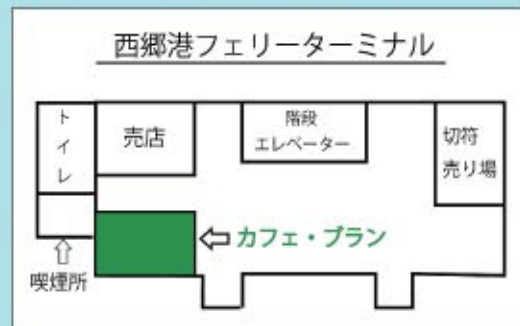 西郷港フェリーターミナル
トイレ
売店
階段
エレベーター
切符
売り場
カフェ・ブラン
喫煙所